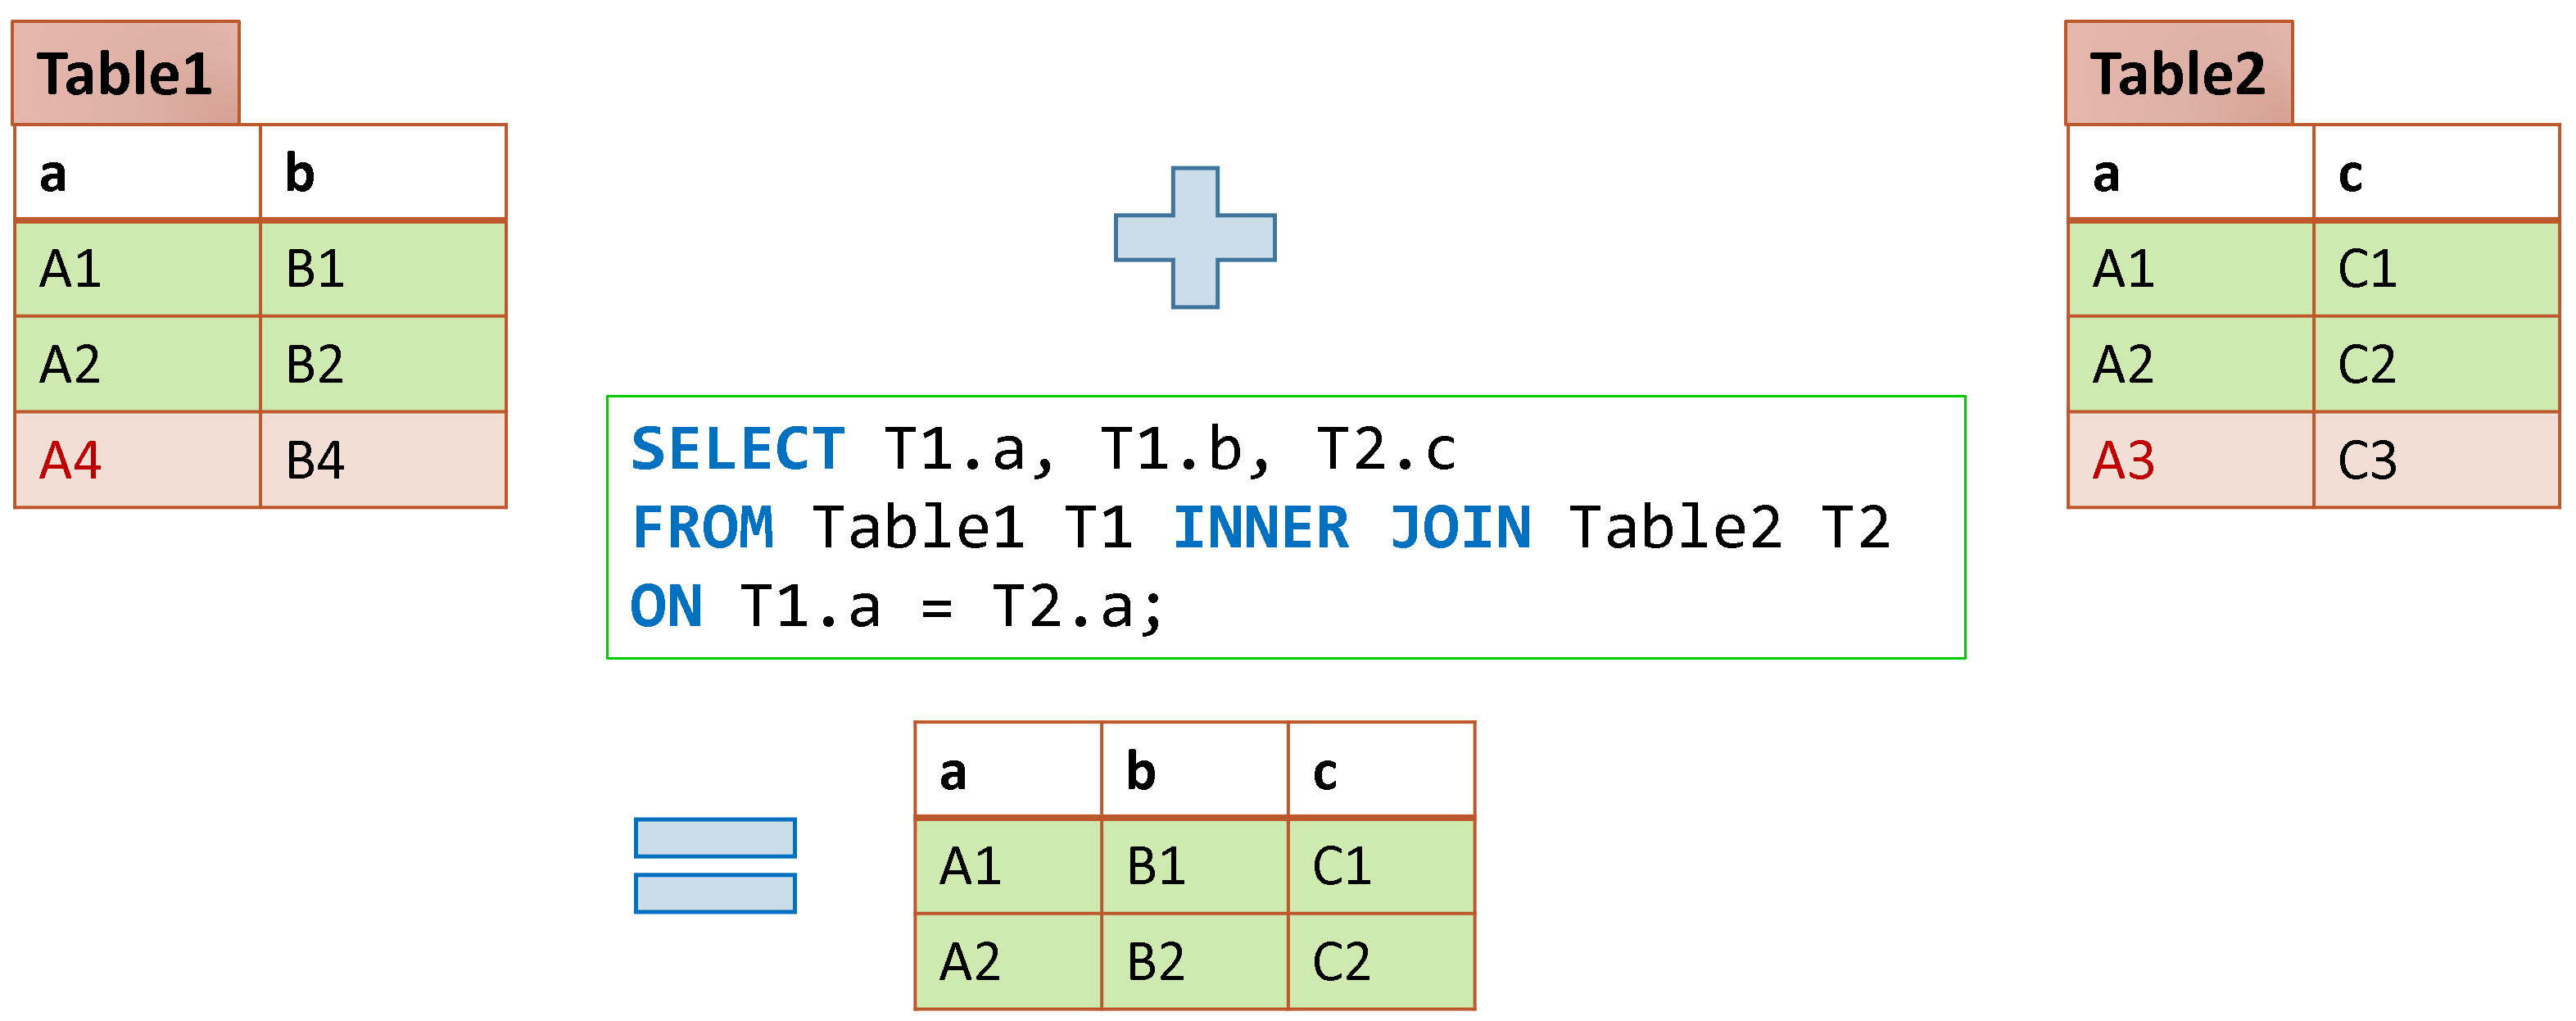 Table1
a b
A1 B1
A2 B2
A4 B4
Table2
a c
A1 C1
A2 C2
A3 C3
SELECT T1.a, T1.b, T2.c
FROM Table1 T1 INNER JOIN Table2 T2
ON T1.a = T2.a;
a b c
A1 B1 C1
A2 B2 C2